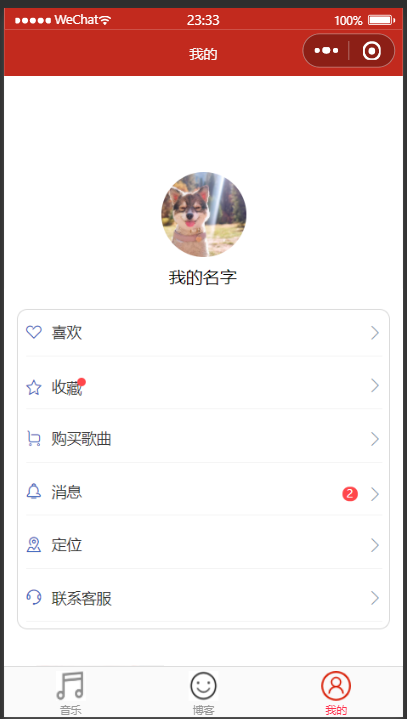 WeChat 23:33 100%
我的
我的名字
喜欢
收藏
购买歌曲
消息 2
定位
联系客服
音乐 博客 我的